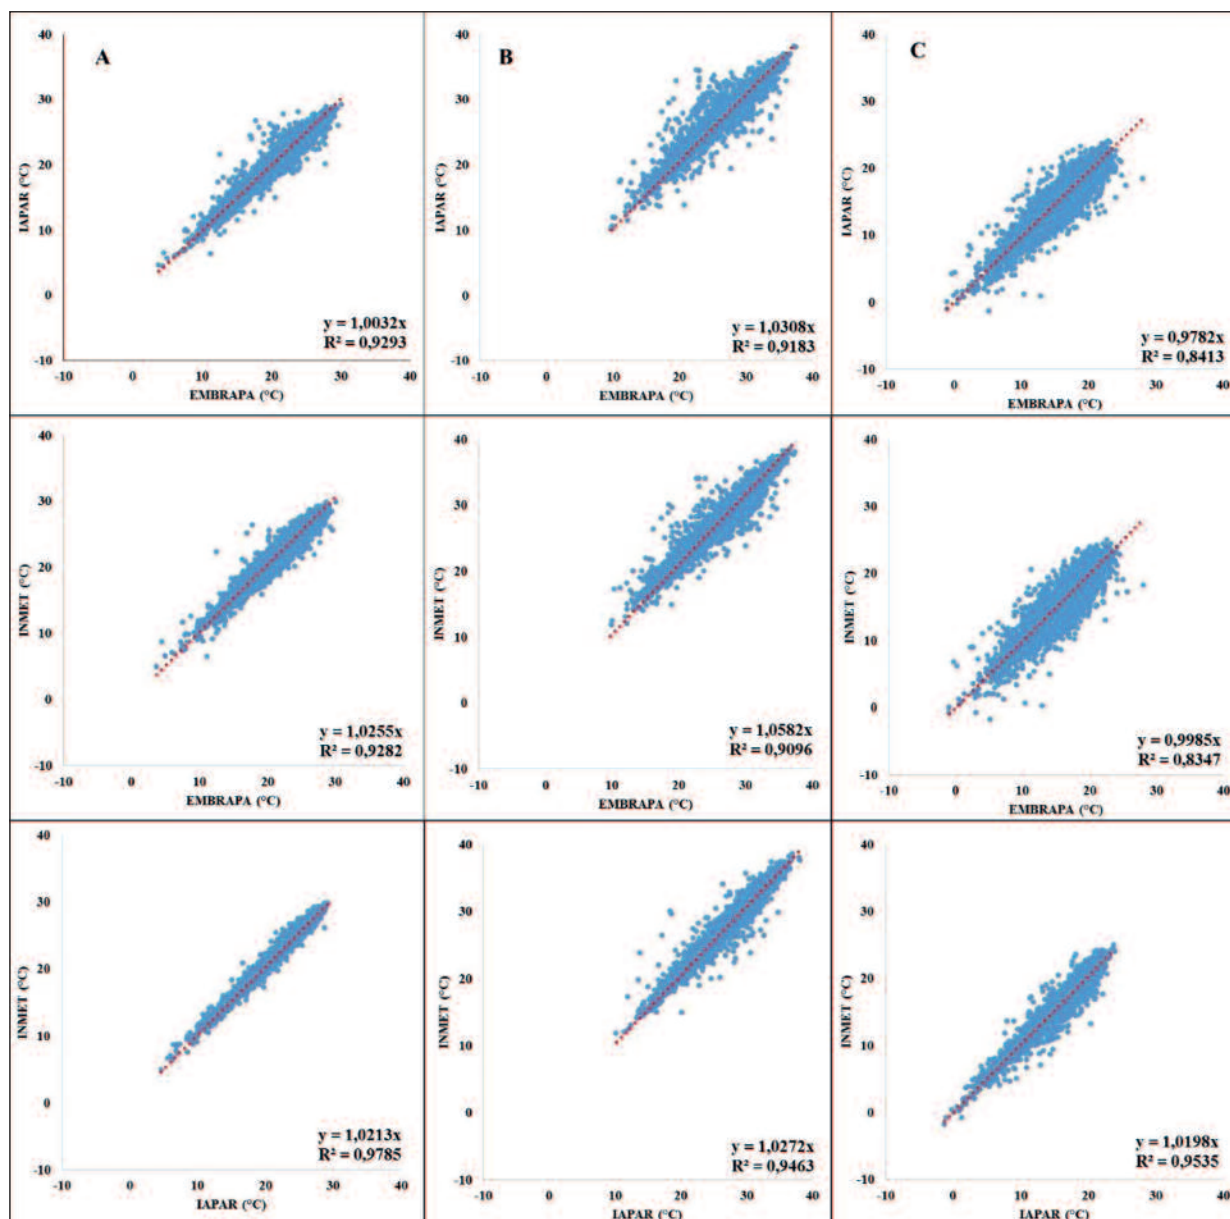 A
40
30
20
10
0
-10
IAPAR (°C)
y = 1,0032x
R² = 0,9293
-10 0 10 20 30 40
EMBRAPA (°C)
B
40
30
20
10
0
-10
IAPAR (°C)
y = 1,0308x
R² = 0,9183
-10 0 10 20 30 40
EMBRAPA (°C)
C
40
30
20
10
0
-10
IAPAR (°C)
y = 0,9782x
R² = 0,8413
-10 0 10 20 30 40
EMBRAPA (°C)
40
30
20
10
0
-10
INMET (°C)
y = 1,0255x
R² = 0,9282
-10 0 10 20 30 40
EMBRAPA (°C)
40
30
20
10
0
-10
INMET (°C)
y = 1,0582x
R² = 0,9096
-10 0 10 20 30 40
EMBRAPA (°C)
40
30
20
10
0
-10
INMET (°C)
y = 0,9985x
R² = 0,8347
-10 0 10 20 30 40
EMBRAPA (°C)
40
30
20
10
0
-10
INMET (°C)
y = 1,0213x
R² = 0,9785
-10 0 10 20 30 40
IAPAR (°C)
40
30
20
10
0
-10
INMET (°C)
y = 1,0272x
R² = 0,9463
-10 0 10 20 30 40
IAPAR (°C)
40
30
20
10
0
-10
INMET (°C)
y = 1,0198x
R² = 0,9535
-10 0 10 20 30 40
IAPAR (°C)